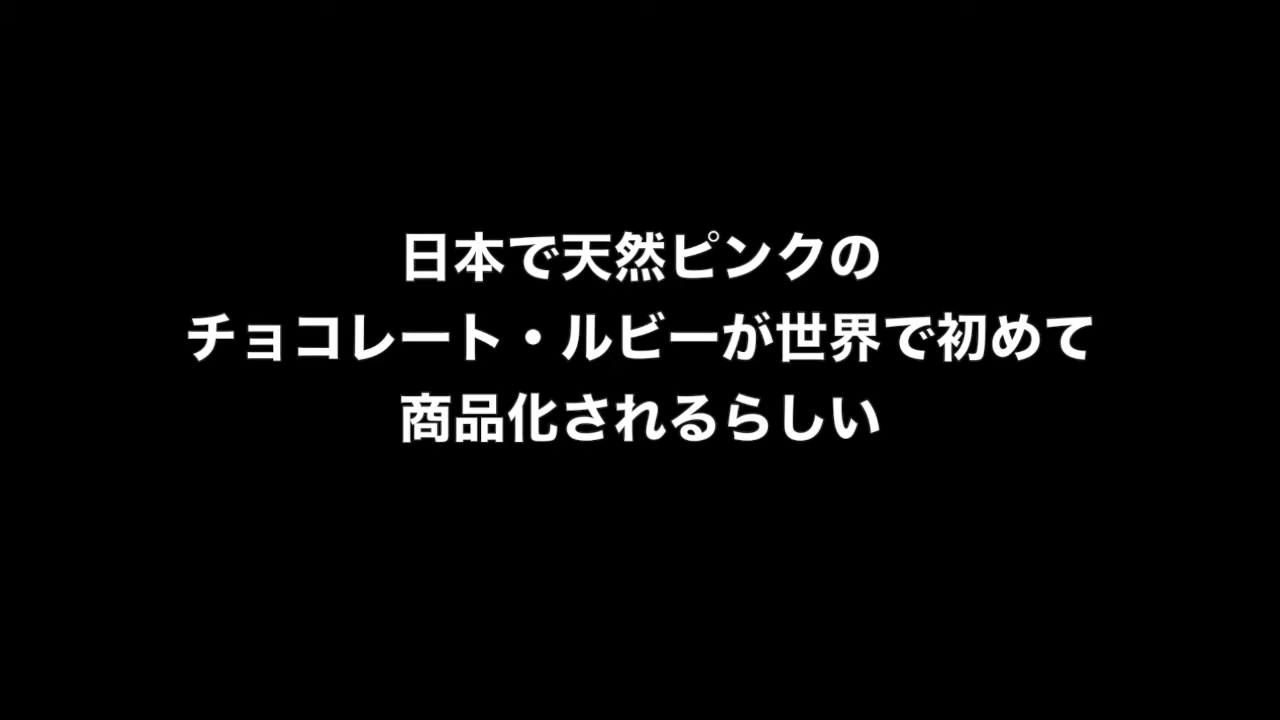 日本で天然ピンクの
チョコレート・ルビーが世界で初めて
商品化されるらしい